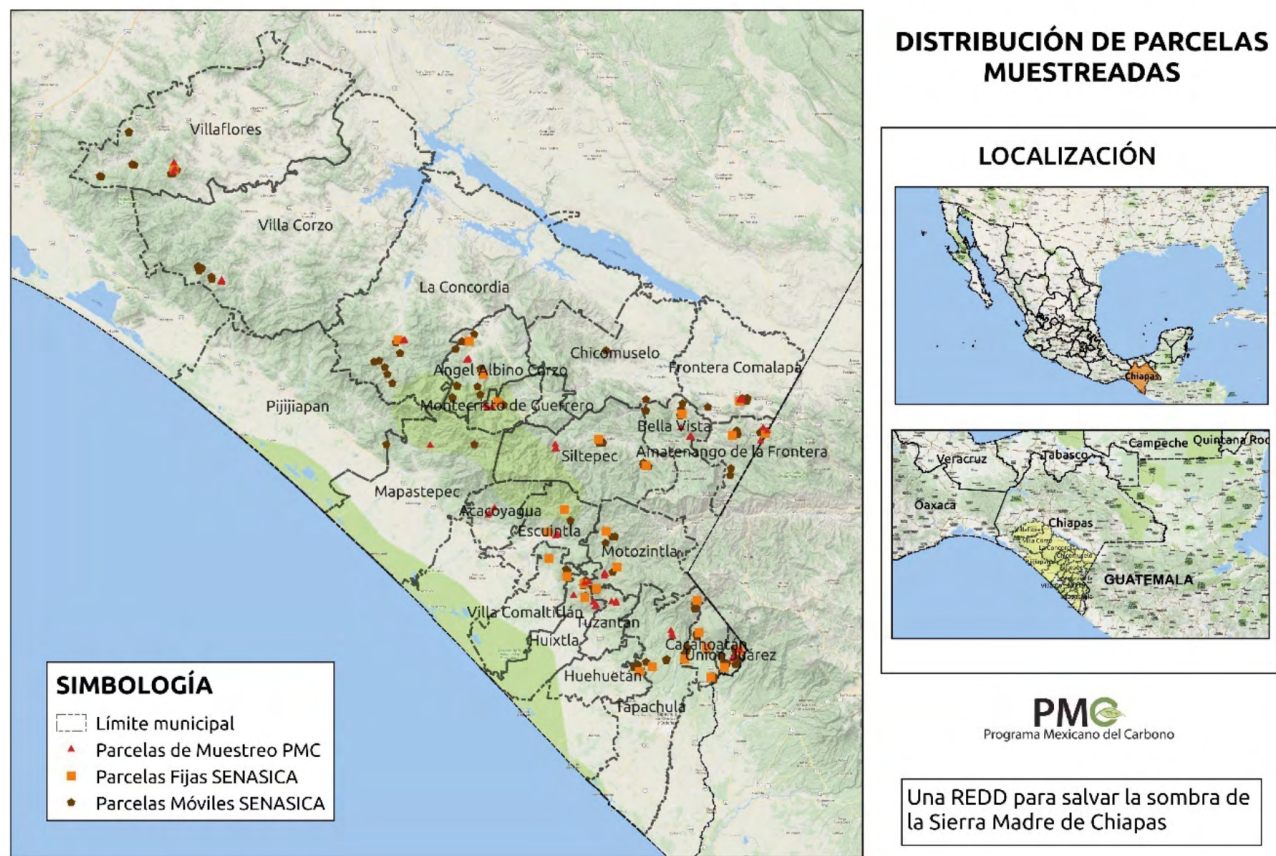 DISTRIBUCIÓN DE PARCELAS
MUESTREADAS
Villaflores
Villa Corzo
La Concordia
Chicomuselo
Frontera Comalapa
Angel Albino Corzo
Pijijiapan
Montecristo de Guerrero
Bella Vista
Siltepec
Amatenango de la Frontera
Mapastepec
Acacoyagua
Escuintla
Motozintla
Villa Comaltitlán
Tuzantán
Huixtla
Cacahoatán
Unión Juárez
Huehuetán
Tapachula
SIMBOLOGÍA
Límite municipal
Parcelas de Muestreo PMC
Parcelas Fijas SENASICA
Parcelas Móviles SENASICA
LOCALIZACIÓN
Chiapas
Campeche
Quintana Roo
Veracruz
Tabasco
Oaxaca
Chiapas
GUATEMALA
PMC
Programa Mexicano del Carbono
Una REDD para salvar la sombra de
la Sierra Madre de Chiapas